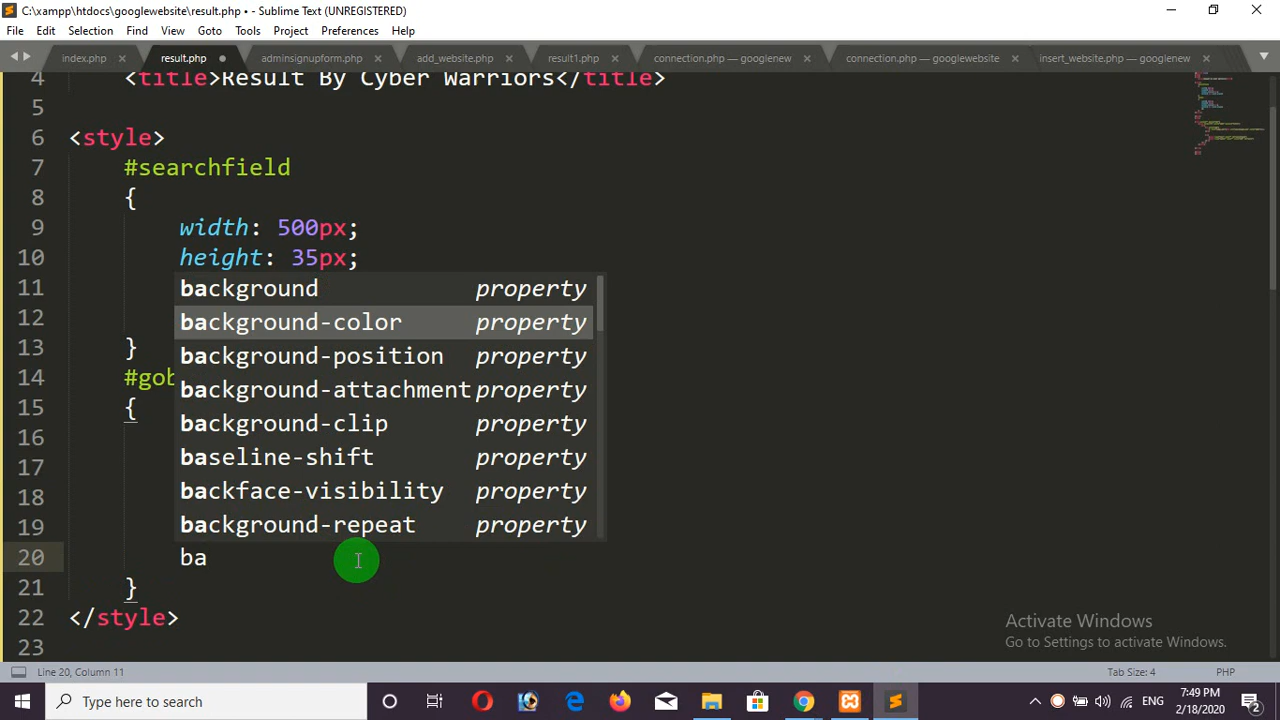 C:\xampp\htdocs\googlewebsite\result.php • - Sublime Text (UNREGISTERED)
File Edit Selection Find View Goto Tools Project Preferences Help
index.php result.php adminsignupform.php add_website.php result1.php connection.php — googlenew connection.php — googlewebsite insert_website.php — googlenew
4 <title>Result By Cyber Warriors</title>
5
6 <style>
7 #searchfield
8 {
9 width: 500px;
10 height: 35px;
11 background property
12 background-color property
background-position property
13 }
background-attachment property
14 #gob
background-clip property
15 {
16 baseline-shift property
17
backface-visibility property
18
19 background-repeat property
20 ba
21 }
22 </style>
23
Activate Windows
Go to Settings to activate Windows.
Line 20, Column 11 Tab Size: 4 PHP
Type here to search ENG 7:49 PM
2/18/2020 2